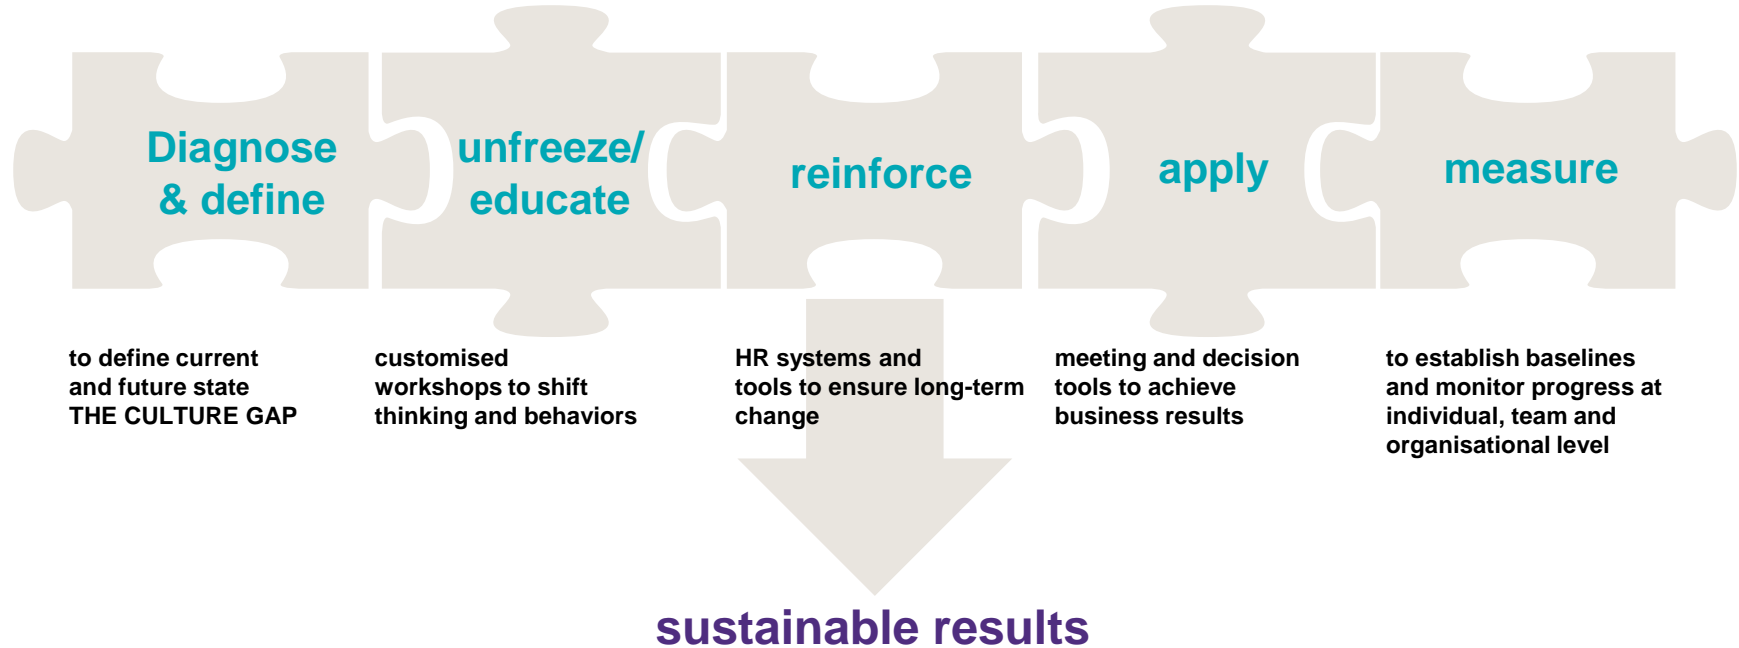 Diagnose
& define
unfreeze/
educate
reinforce
apply
measure
to define current
and future state
THE CULTURE GAP
customised
workshops to shift
thinking and behaviors
HR systems and
tools to ensure long-term
change
meeting and decision
tools to achieve
business results
to establish baselines
and monitor progress at
individual, team and
organisational level
sustainable results